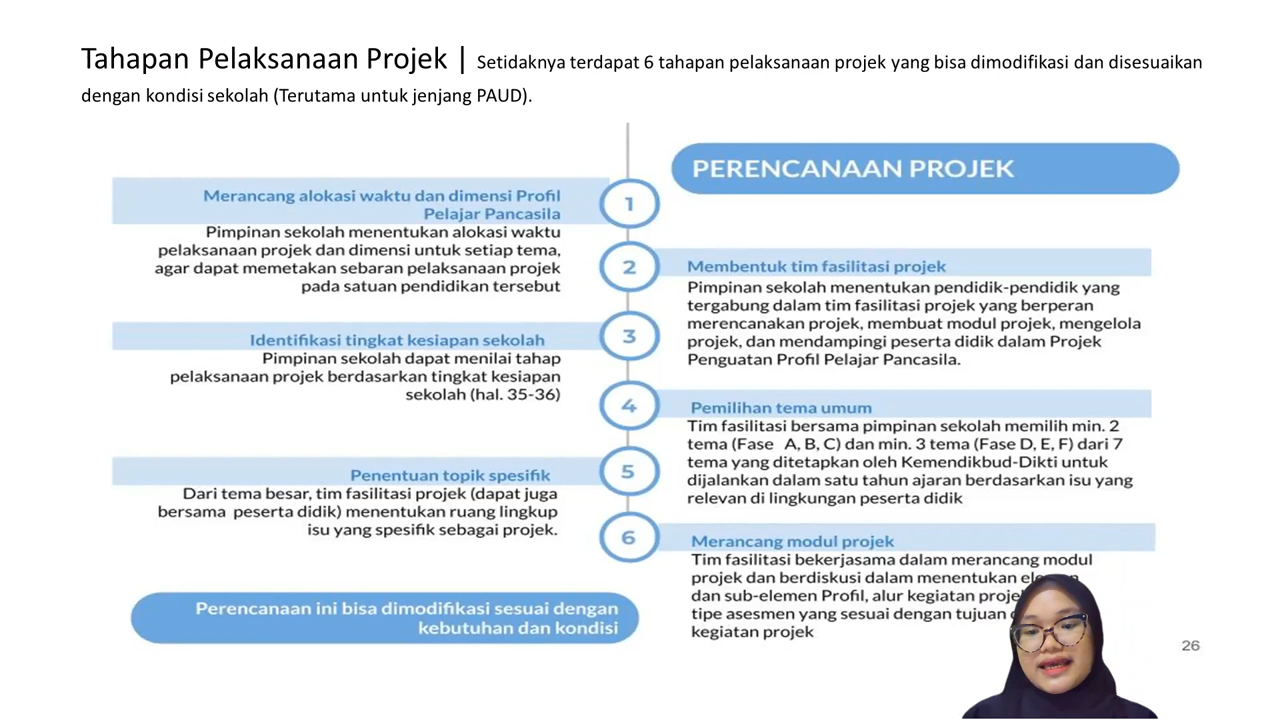 Tahapan Pelaksanaan Projek | Setidaknya terdapat 6 tahapan pelaksanaan projek yang bisa dimodifikasi dan disesuaikan
dengan kondisi sekolah (Terutama untuk jenjang PAUD).
PERENCANAAN PROJEK
1
Merancang alokasi waktu dan dimensi Profil
Pelajar Pancasila
Pimpinan sekolah menentukan alokasi waktu
pelaksanaan projek dan dimensi untuk setiap tema,
agar dapat memetakan sebaran pelaksanaan projek
pada satuan pendidikan tersebut
2
Membentuk tim fasilitasi projek
Pimpinan sekolah menentukan pendidik-pendidik yang
tergabung dalam tim fasilitasi projek yang berperan
merencanakan projek, membuat modul projek, mengelola
projek, dan mendampingi peserta didik dalam Projek
Penguatan Profil Pelajar Pancasila.
3
Identifikasi tingkat kesiapan sekolah
Pimpinan sekolah dapat menilai tahap
pelaksanaan projek berdasarkan tingkat kesiapan
sekolah (hal. 35-36)
4
Pemilihan tema umum
Tim fasilitasi bersama pimpinan sekolah memilih min. 2
tema (Fase A, B, C) dan min. 3 tema (Fase D, E, F) dari 7
tema yang ditetapkan oleh Kemendikbud-Dikti untuk
dijalankan dalam satu tahun ajaran berdasarkan isu yang
relevan di lingkungan peserta didik
5
Penentuan topik spesifik
Dari tema besar, tim fasilitasi projek (dapat juga
bersama peserta didik) menentukan ruang lingkup
isu yang spesifik sebagai projek.
6
Merancang modul projek
Tim fasilitasi bekerjasama dalam merancang modul
projek dan berdiskusi dalam menentukan
dan sub-elemen Profil, alur kegiatan
tipe asesmen yang sesuai dengan tujuan
kegiatan projek
Perencanaan ini bisa dimodifikasi sesuai dengan
kebutuhan dan kondisi
26